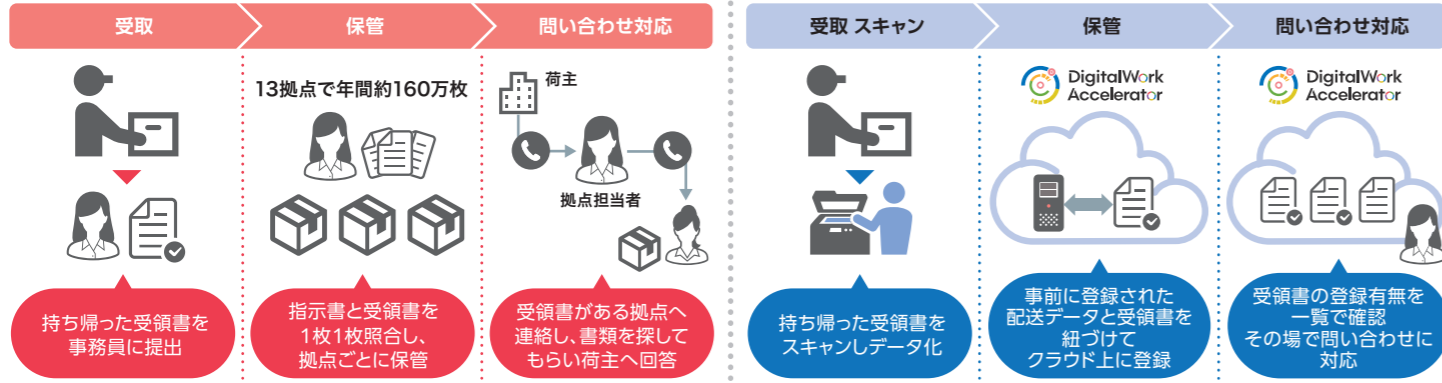 受取
保管
問い合わせ対応
13拠点で年間約160万枚
荷主
拠点担当者
持ち帰った受領書を
事務員に提出
指示書と受領書を
1枚1枚照合し、
拠点ごとに保管
受領書がある拠点へ
連絡し、書類を探して
もらい荷主へ回答
受取 スキャン
保管
問い合わせ対応
DigitalWork
Accelerator
DigitalWork
Accelerator
持ち帰った受領書を
スキャンしデータ化
事前に登録された
配送データと受領書を
紐づけて
クラウド上に登録
受領書の登録有無を
一覧で確認
その場で問い合わせに
対応